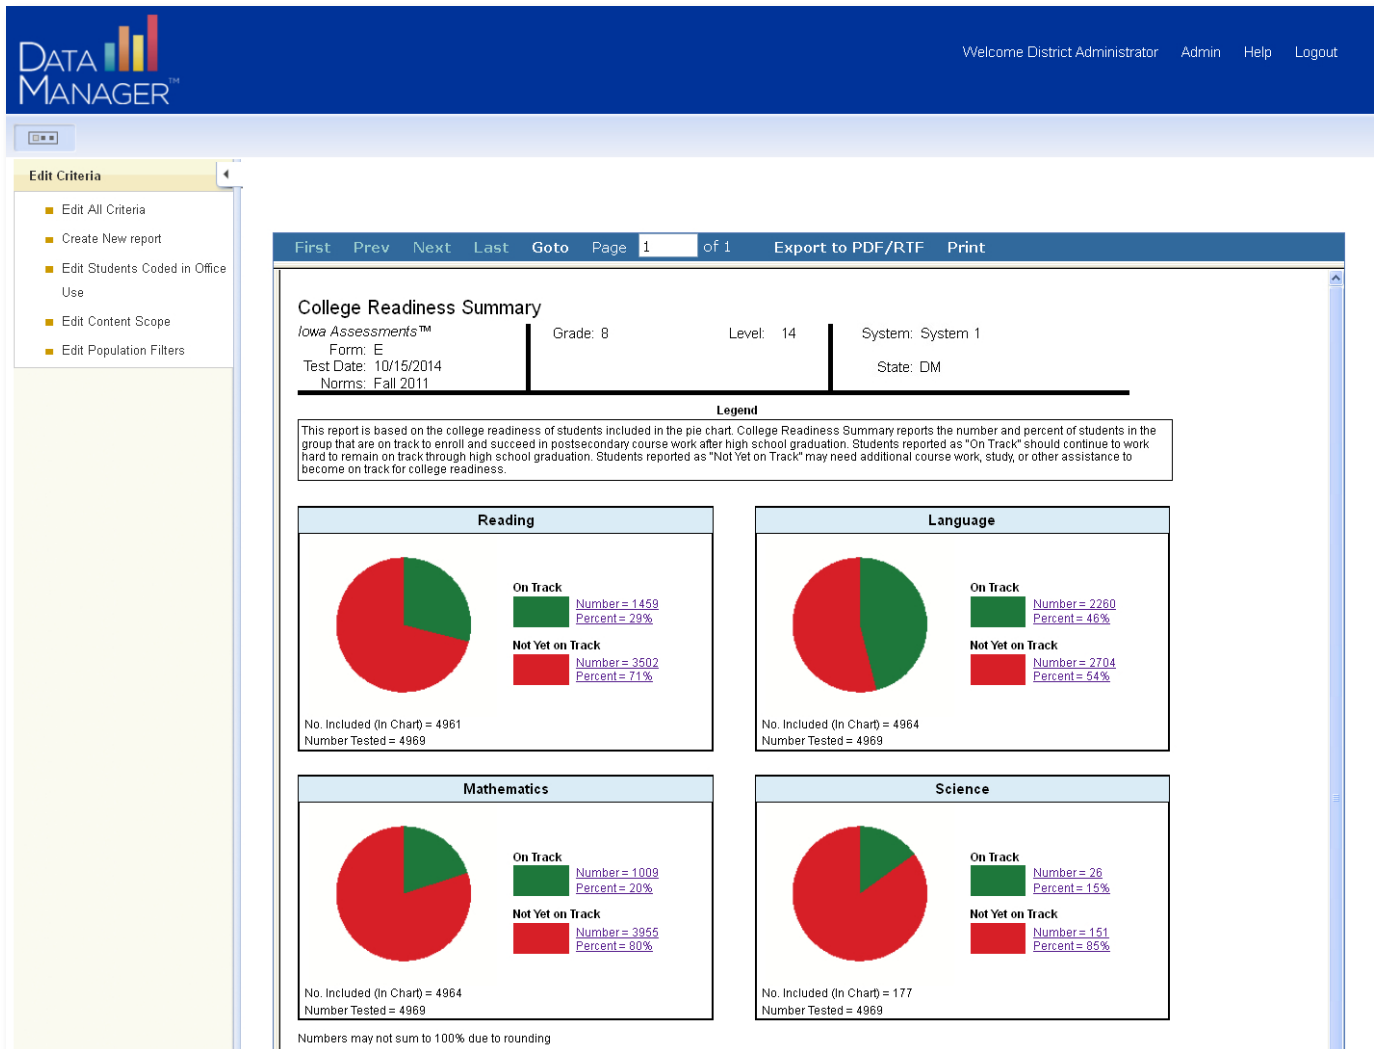 DATA
MANAGER™
Welcome District Administrator Admin Help Logout
Edit Criteria
Edit All Criteria
Create New report
Edit Students Coded in Office
Use
Edit Content Scope
Edit Population Filters
First Prev Next Last Goto Page 1 of 1 Export to PDF/RTF Print
College Readiness Summary
Iowa Assessments™
Form: E
Test Date: 10/15/2014
Norms: Fall 2011
Grade: 8 Level: 14
System: System 1
State: DM
Legend
This report is based on the college readiness of students included in the pie chart. College Readiness Summary reports the number and percent of students in the
group that are on track to enroll and succeed in postsecondary course work after high school graduation. Students reported as "On Track" should continue to work
hard to remain on track through high school graduation. Students reported as "Not Yet on Track" may need additional course work, study, or other assistance to
become on track for college readiness.
Reading
On Track
Number = 1459
Percent = 29%
Not Yet on Track
Number = 3502
Percent = 71%
No. Included (In Chart) = 4961
Number Tested = 4969
Language
On Track
Number = 2260
Percent = 46%
Not Yet on Track
Number = 2704
Percent = 54%
No. Included (In Chart) = 4964
Number Tested = 4969
Mathematics
On Track
Number = 1009
Percent = 20%
Not Yet on Track
Number = 3955
Percent = 80%
No. Included (In Chart) = 4964
Number Tested = 4969
Science
On Track
Number = 26
Percent = 15%
Not Yet on Track
Number = 151
Percent = 85%
No. Included (In Chart) = 177
Number Tested = 4969
Numbers may not sum to 100% due to rounding